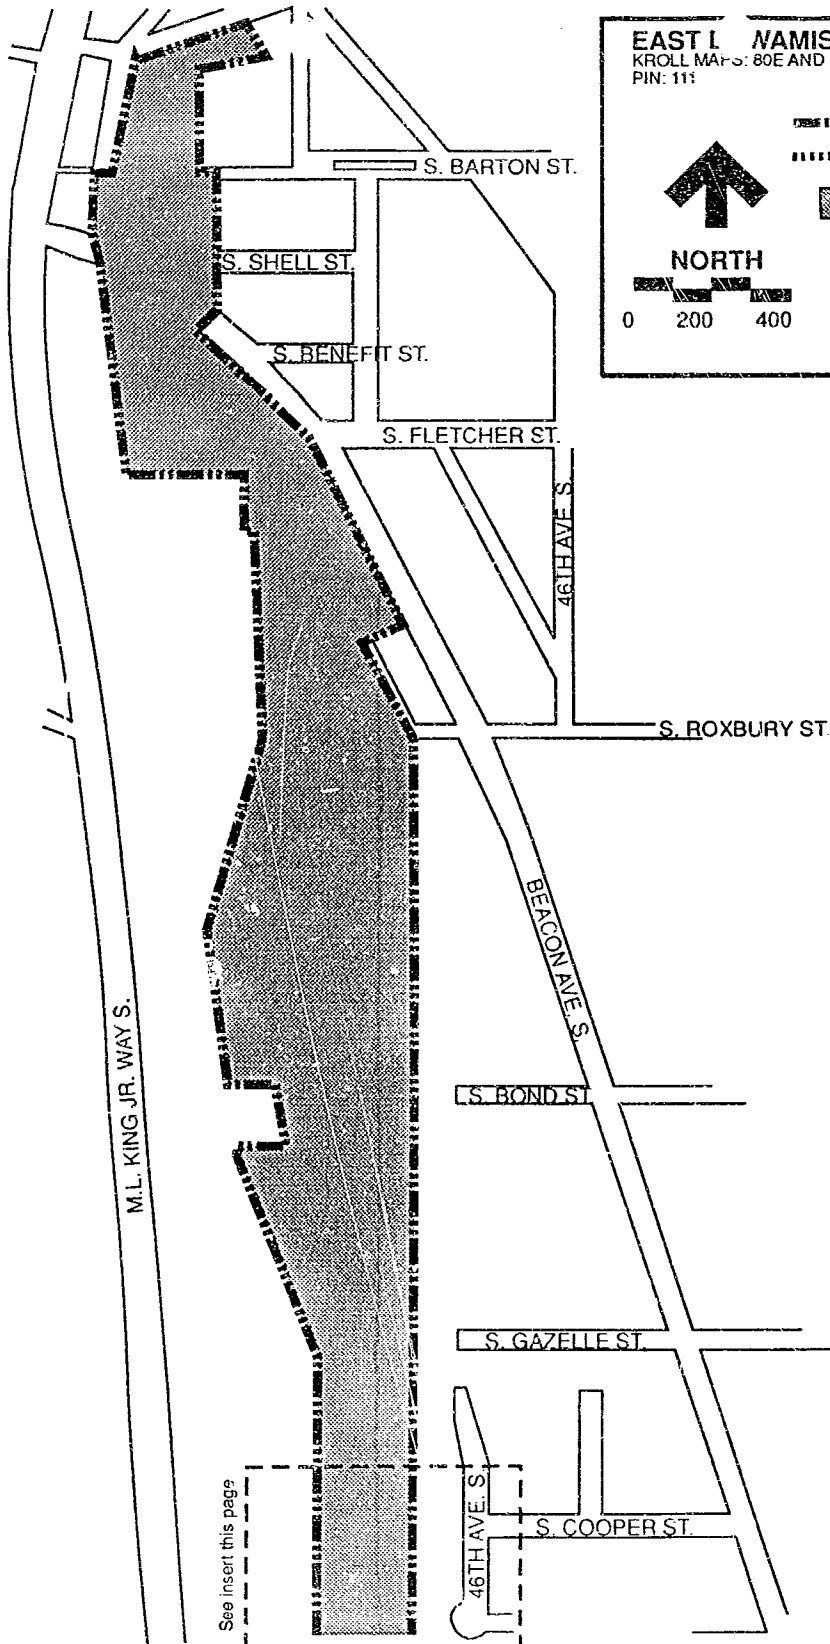 EAST
KROLL MAPS: 80E AND
PIN: 111
NORTH
0 200 400
S. BARTON ST.
S. SHELL ST.
S. BENEFIT ST.
S. FLETCHER ST.
46TH AVE. S.
S. ROXBURY ST.
BEACON AVE. S.
M.L. KING JR. WAY S.
S. BOND ST.
S. GAZELLE ST.
See insert this page
46TH AVE. S.
S. COOPER ST.